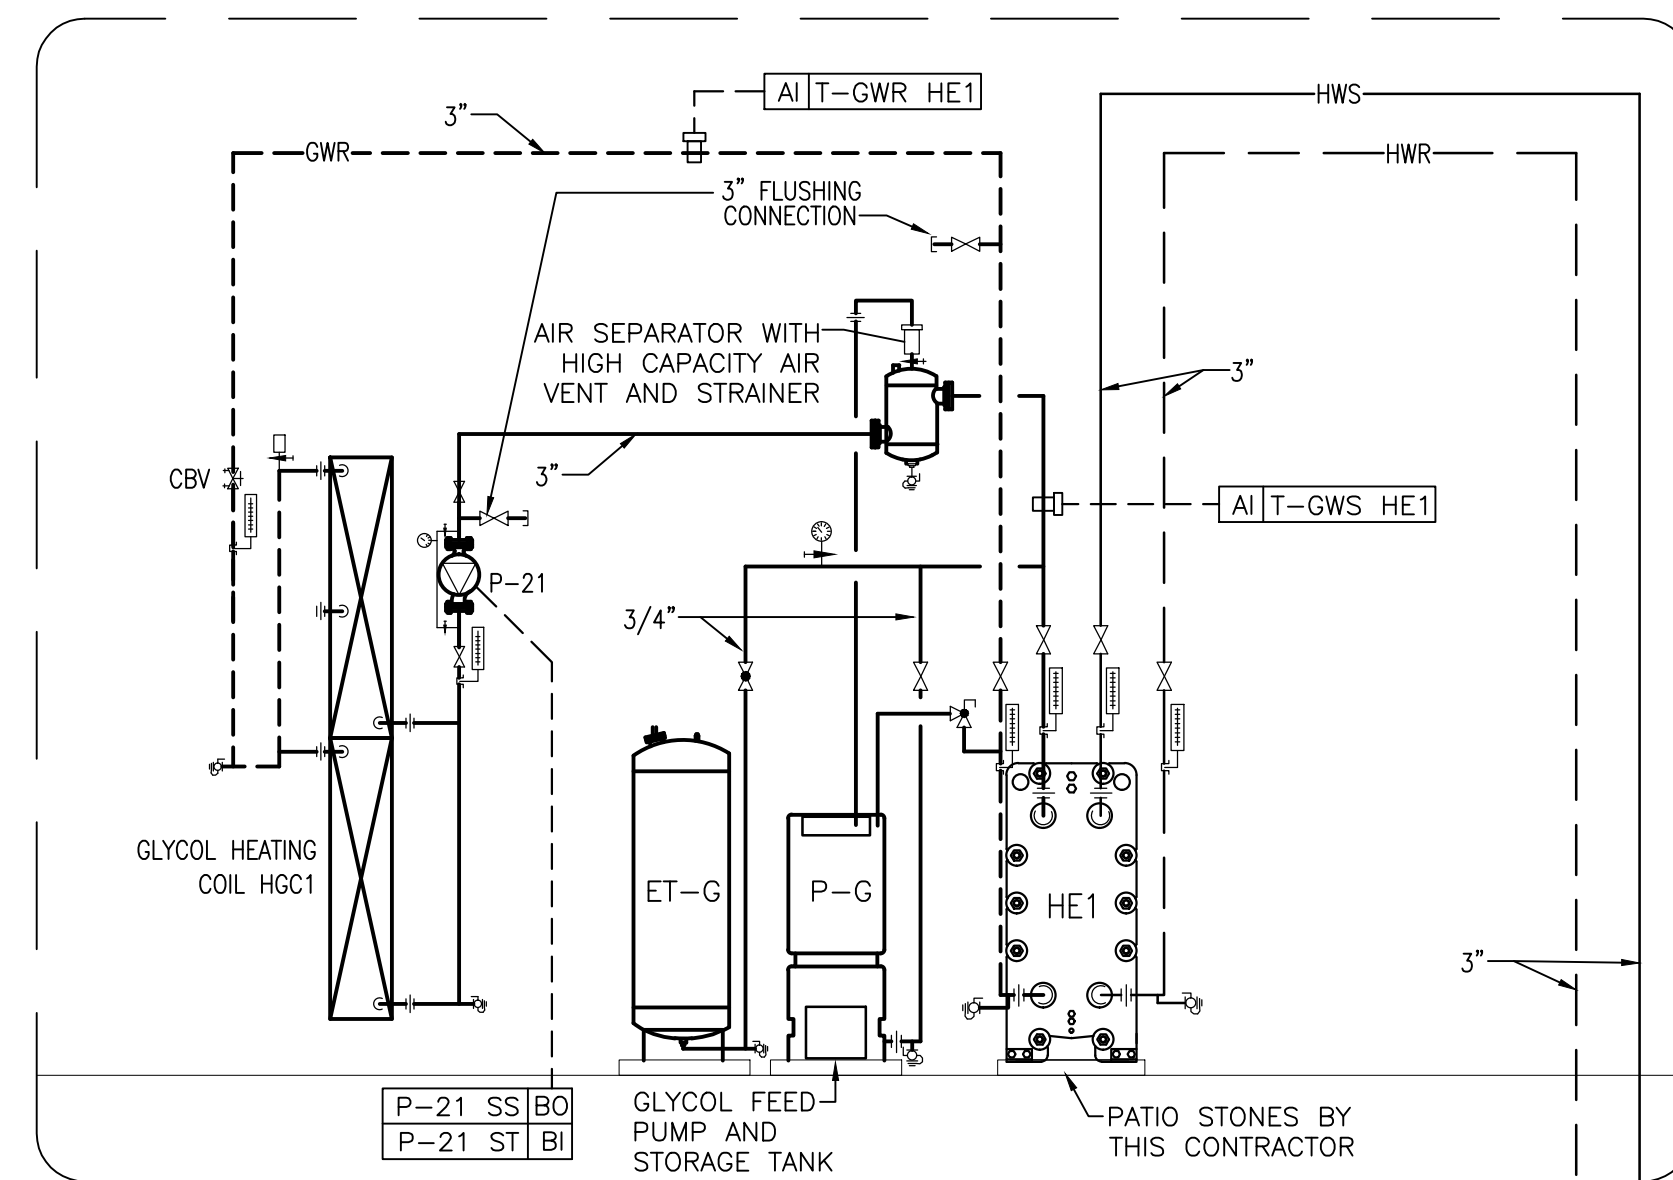 AI T-GWR HE1
HWS
3"
GWR
HWR
3" FLUSHING
CONNECTION
AIR SEPARATOR WITH
HIGH CAPACITY AIR
VENT AND STRAINER
3"
3"
CBV
AI T-GWS HE1
P-21
3/4"
GLYCOL HEATING
COIL HGC1
ET-G
P-G
HE1
3"
P-21 SS BO
P-21 ST BI
GLYCOL FEED
PUMP AND
STORAGE TANK
PATIO STONES BY
THIS CONTRACTOR